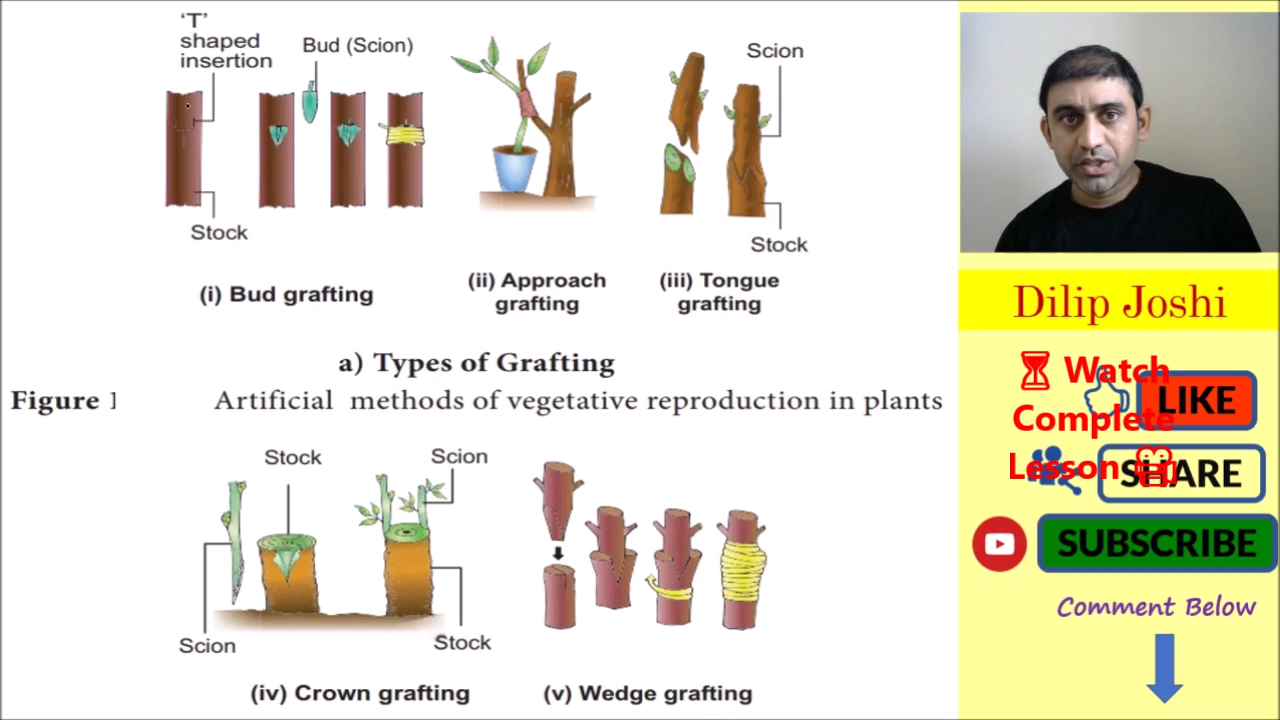 'T'
shaped
insertion
Bud (Scion)
Stock
(i) Bud grafting
(ii) Approach
grafting
Scion
Stock
(iii) Tongue
grafting
a) Types of Grafting
Figure 1
Artificial methods of vegetative reproduction in plants
Stock
Scion
Scion
Stock
(iv) Crown grafting
(v) Wedge grafting
Dilip Joshi
Watch
Complete
Lesson
LIKE
SHARE
SUBSCRIBE
Comment Below